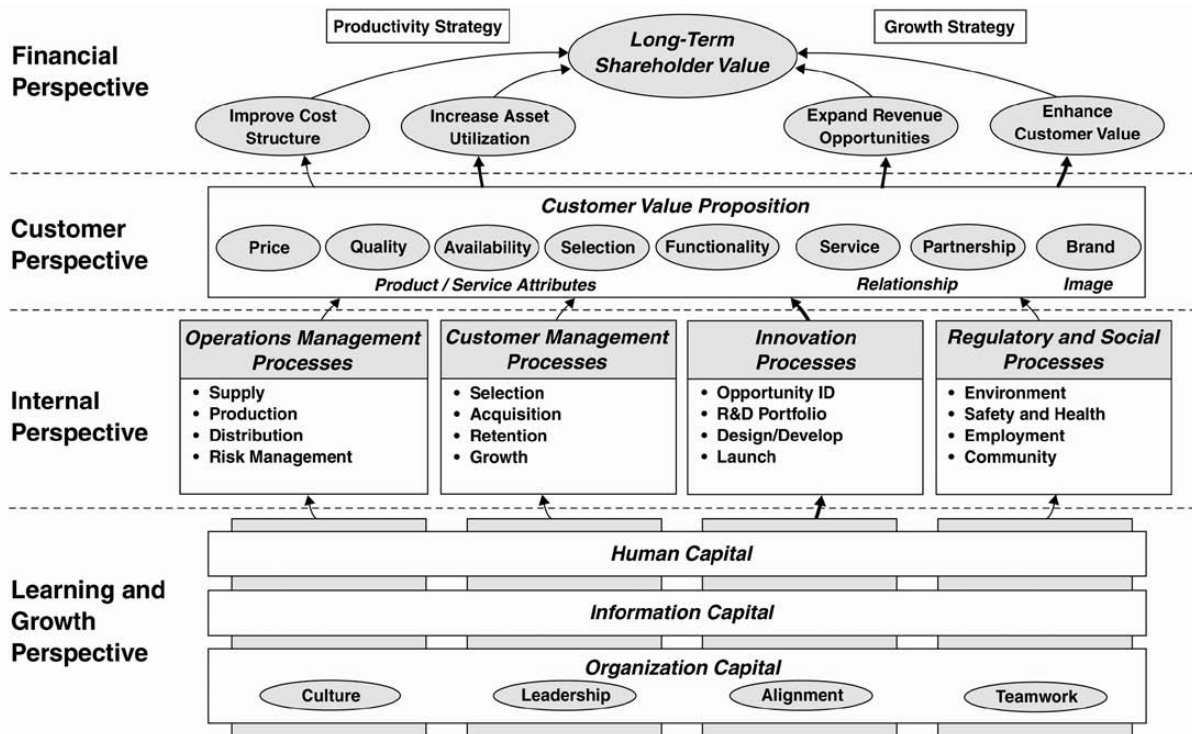 Financial
Perspective
Productivity Strategy
Long-Term
Shareholder Value
Growth Strategy
Improve Cost
Structure
Increase Asset
Utilization
Expand Revenue
Opportunities
Enhance
Customer Value
Customer
Perspective
Customer Value Proposition
Price
Quality
Availability
Selection
Functionality
Service
Partnership
Brand
Product / Service Attributes
Relationship
Image
Internal
Perspective
Operations Management
Processes
• Supply
• Production
• Distribution
• Risk Management
Customer Management
Processes
• Selection
• Acquisition
• Retention
• Growth
Innovation
Processes
• Opportunity ID
• R&D Portfolio
• Design/Develop
• Launch
Regulatory and Social
Processes
• Environment
• Safety and Health
• Employment
• Community
Learning and
Growth
Perspective
Human Capital
Information Capital
Organization Capital
Culture
Leadership
Alignment
Teamwork